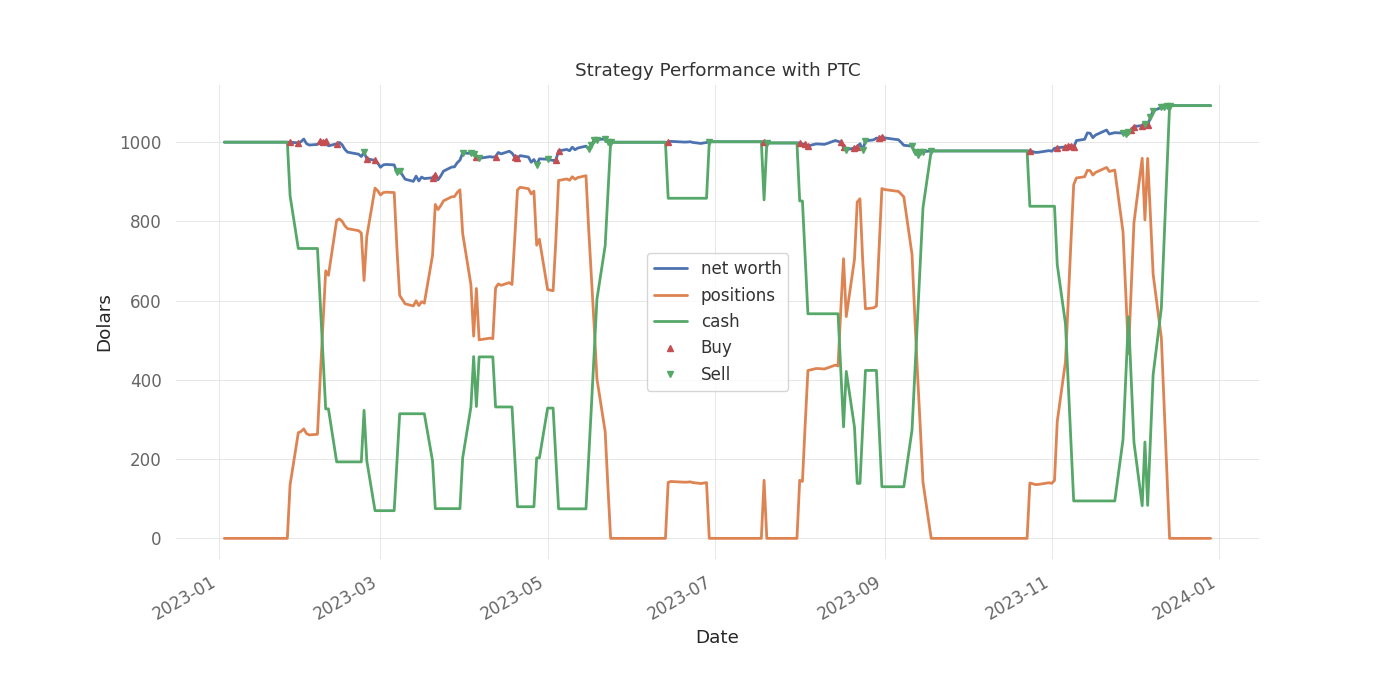 Strategy Performance with PTC
Dolars
1000
800
600
400
200
0
net worth
positions
cash
Buy
Sell
2023-01
2023-03
2023-05
2023-07
2023-09
2023-11
2024-01
Date